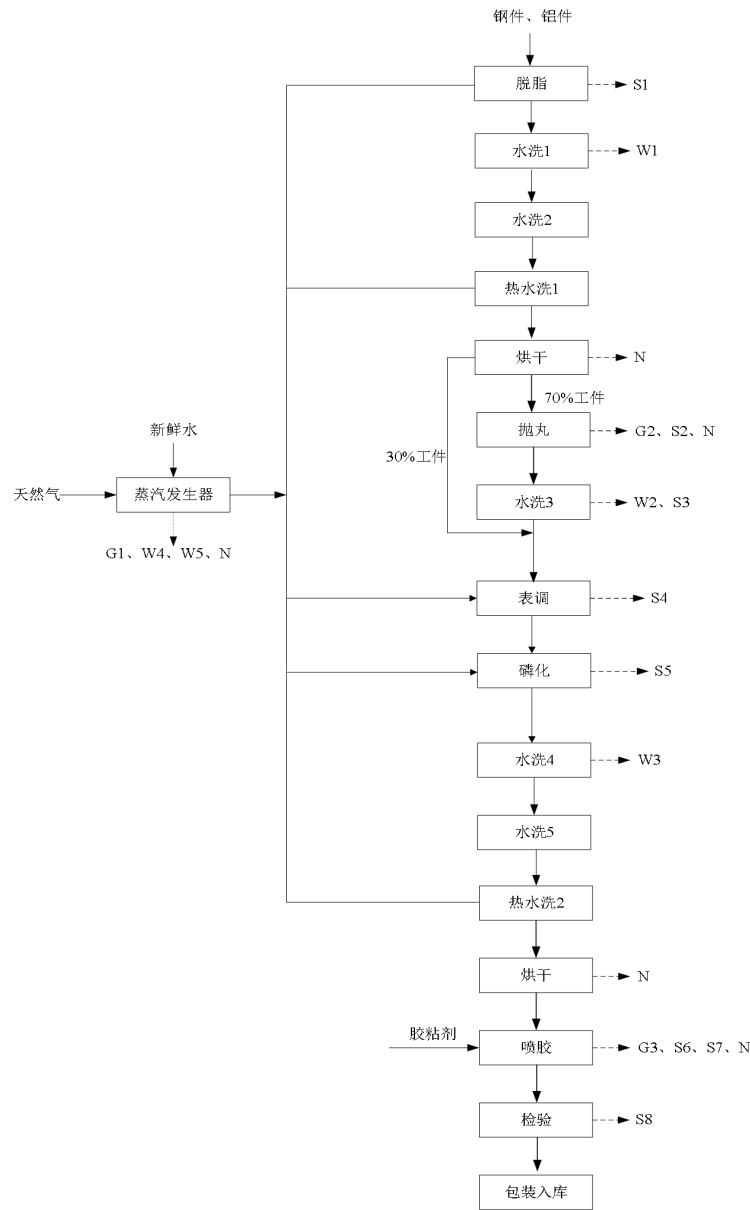 钢件、铝件
脱脂
S1
水洗1
W1
水洗2
热水洗1
烘干
N
70%工件
抛丸
G2、S2、N
30%工件
新鲜水
天然气
蒸汽发生器
水洗3
W2、S3
G1、W4、W5、N
表调
S4
磷化
S5
水洗4
W3
水洗5
热水洗2
烘干
N
胶粘剂
喷胶
G3、S6、S7、N
检验
S8
包装入库